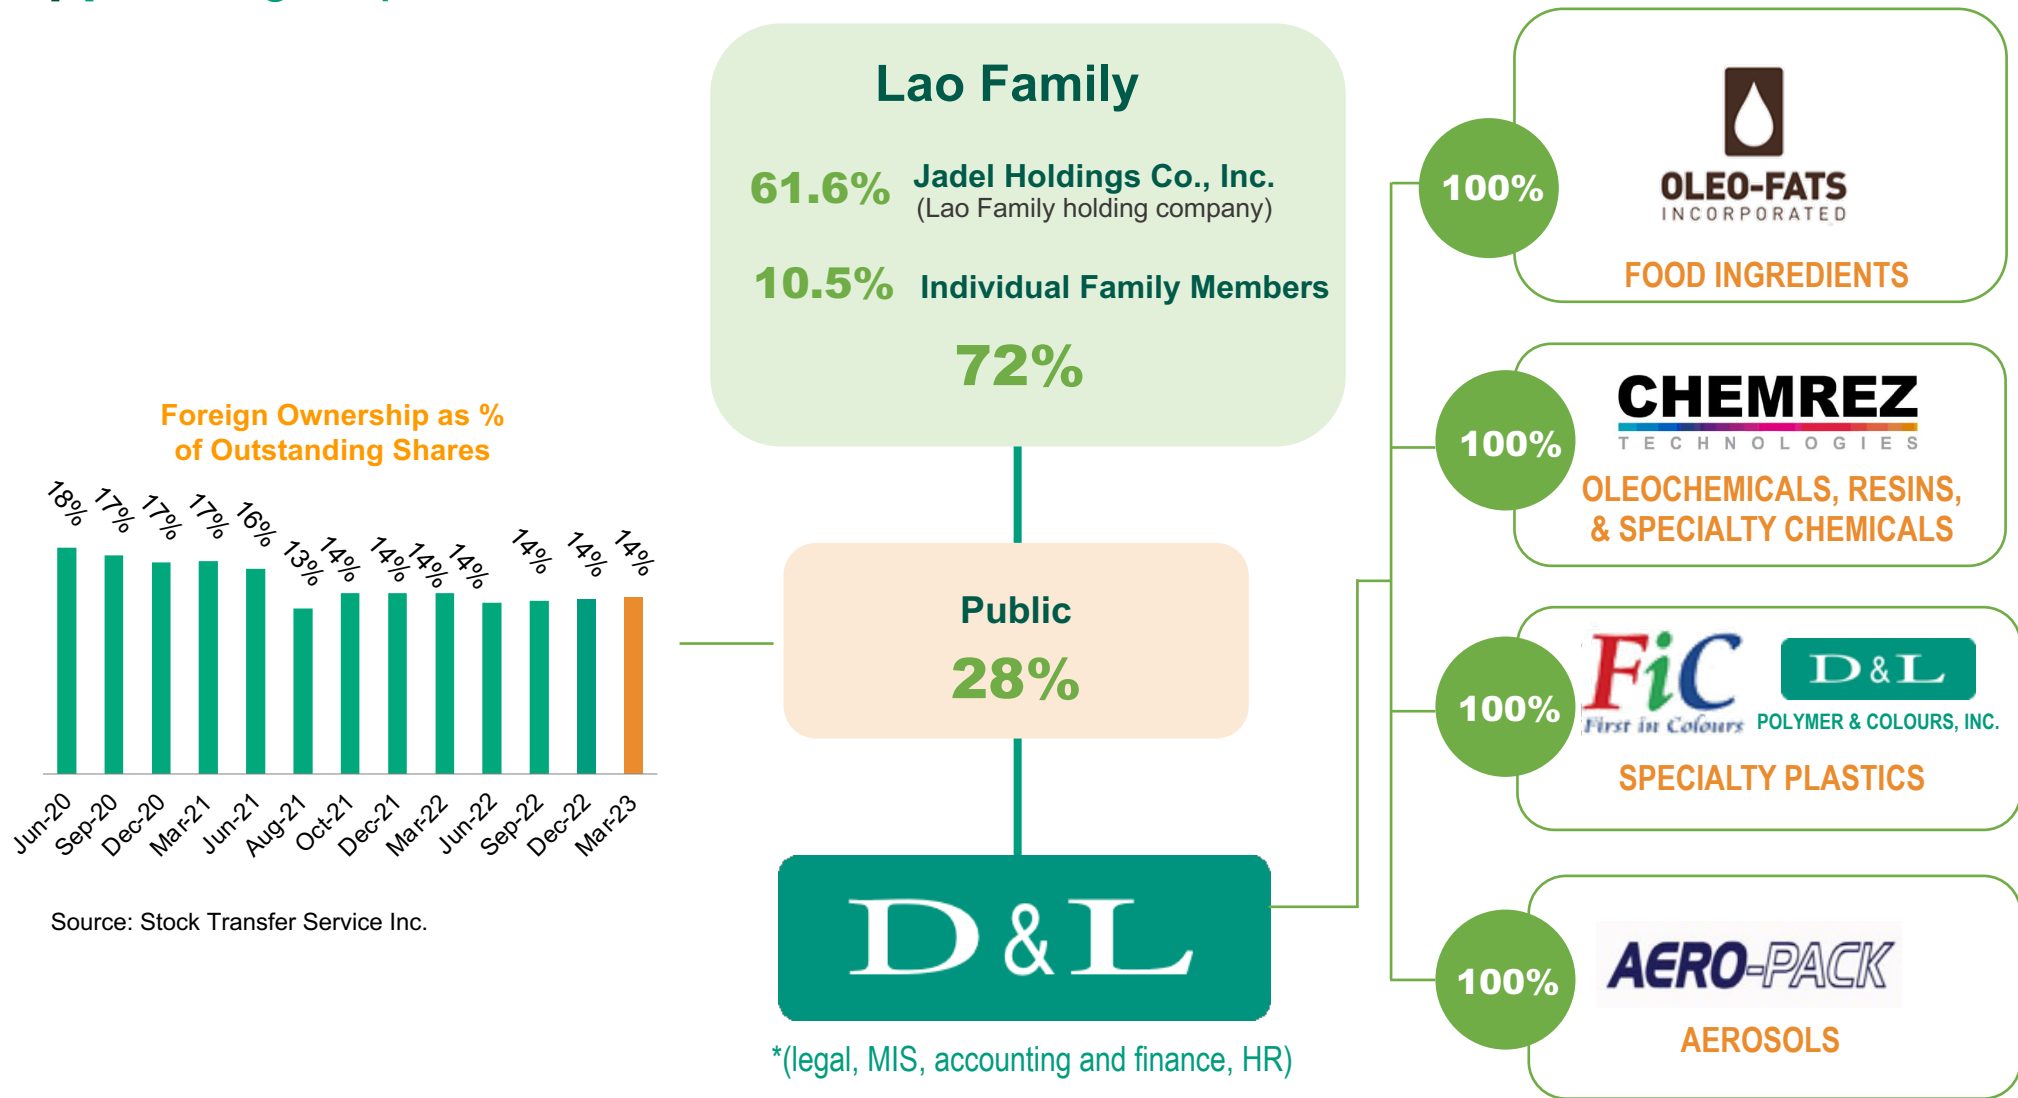 Lao Family
61.6% Jadel Holdings Co., Inc.
(Lao Family holding company)
10.5% Individual Family Members
72%
Foreign Ownership as %
of Outstanding Shares
18% 17% 17% 17% 16% 13% 14% 14% 14% 14% 14% 14% 14%
Jun-20 Sep-20 Dec-20 Mar-21 Jun-21 Aug-21 Oct-21 Dec-21 Mar-22 Jun-22 Sep-22 Dec-22 Mar-23
Source: Stock Transfer Service Inc.
Public
28%
D&L
*(legal, MIS, accounting and finance, HR)
100%
OLEO-FATS
INCORPORATED
FOOD INGREDIENTS
100%
CHEMREZ
TECHNOLOGIES
OLEOCHEMICALS, RESINS,
& SPECIALTY CHEMICALS
100%
FiC
First in Colours
D&L
POLYMER & COLOURS, INC.
SPECIALTY PLASTICS
100%
AERO-PACK
AEROSOLS